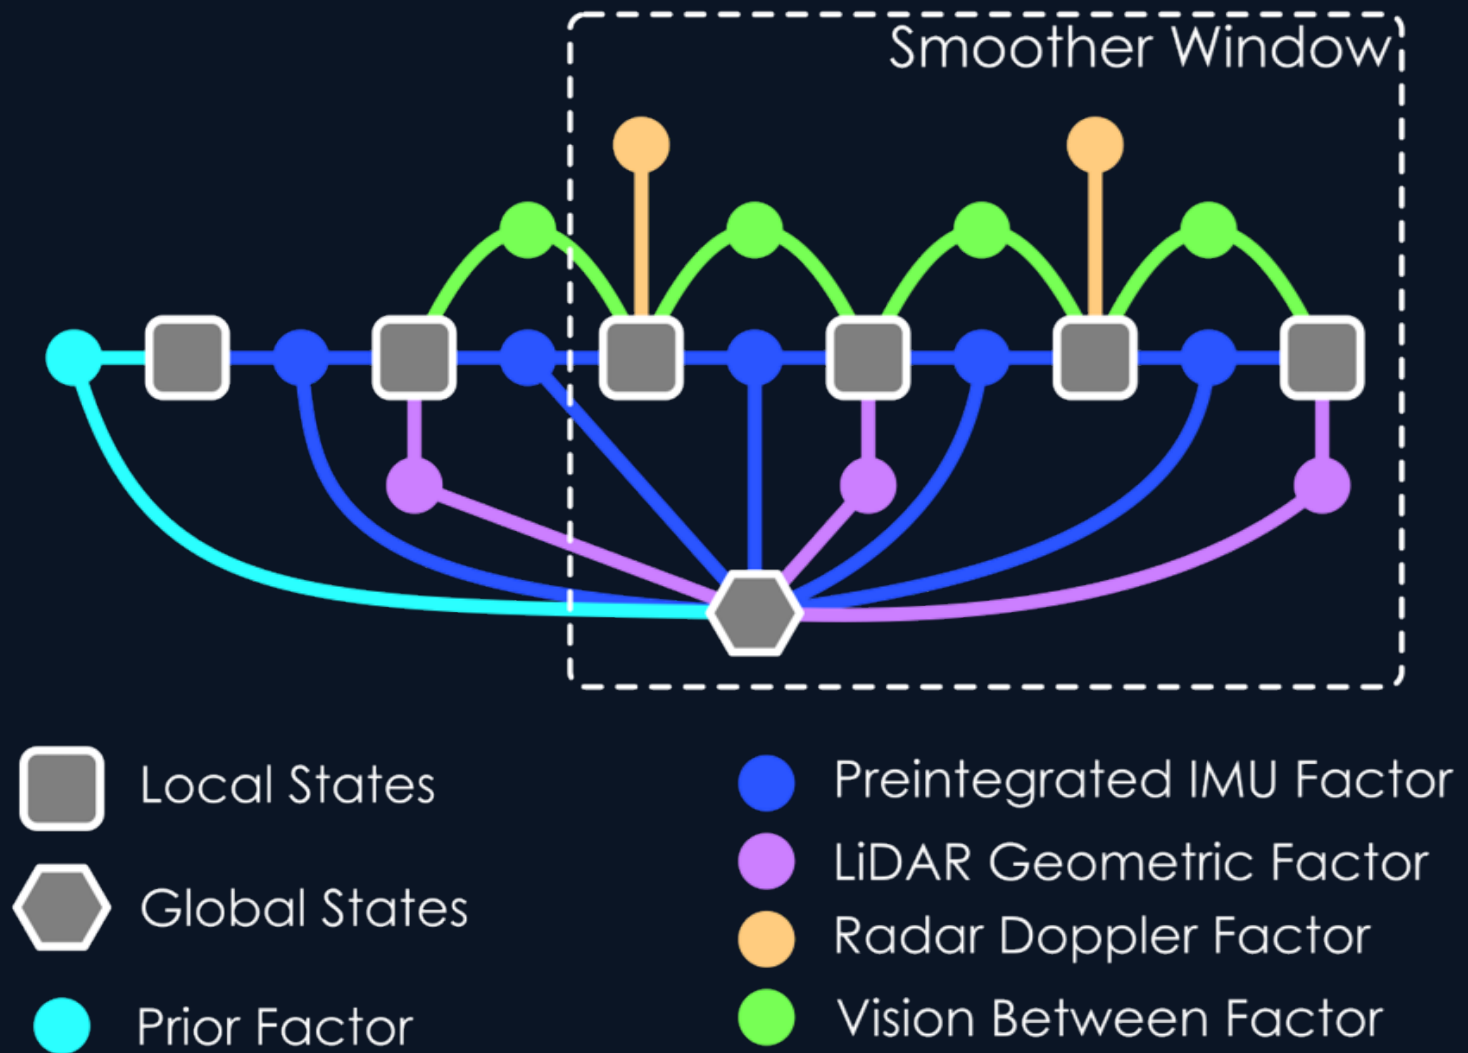 Smoother Window
Local States
Global States
Prior Factor
Preintegrated IMU Factor
LiDAR Geometric Factor
Radar Doppler Factor
Vision Between Factor